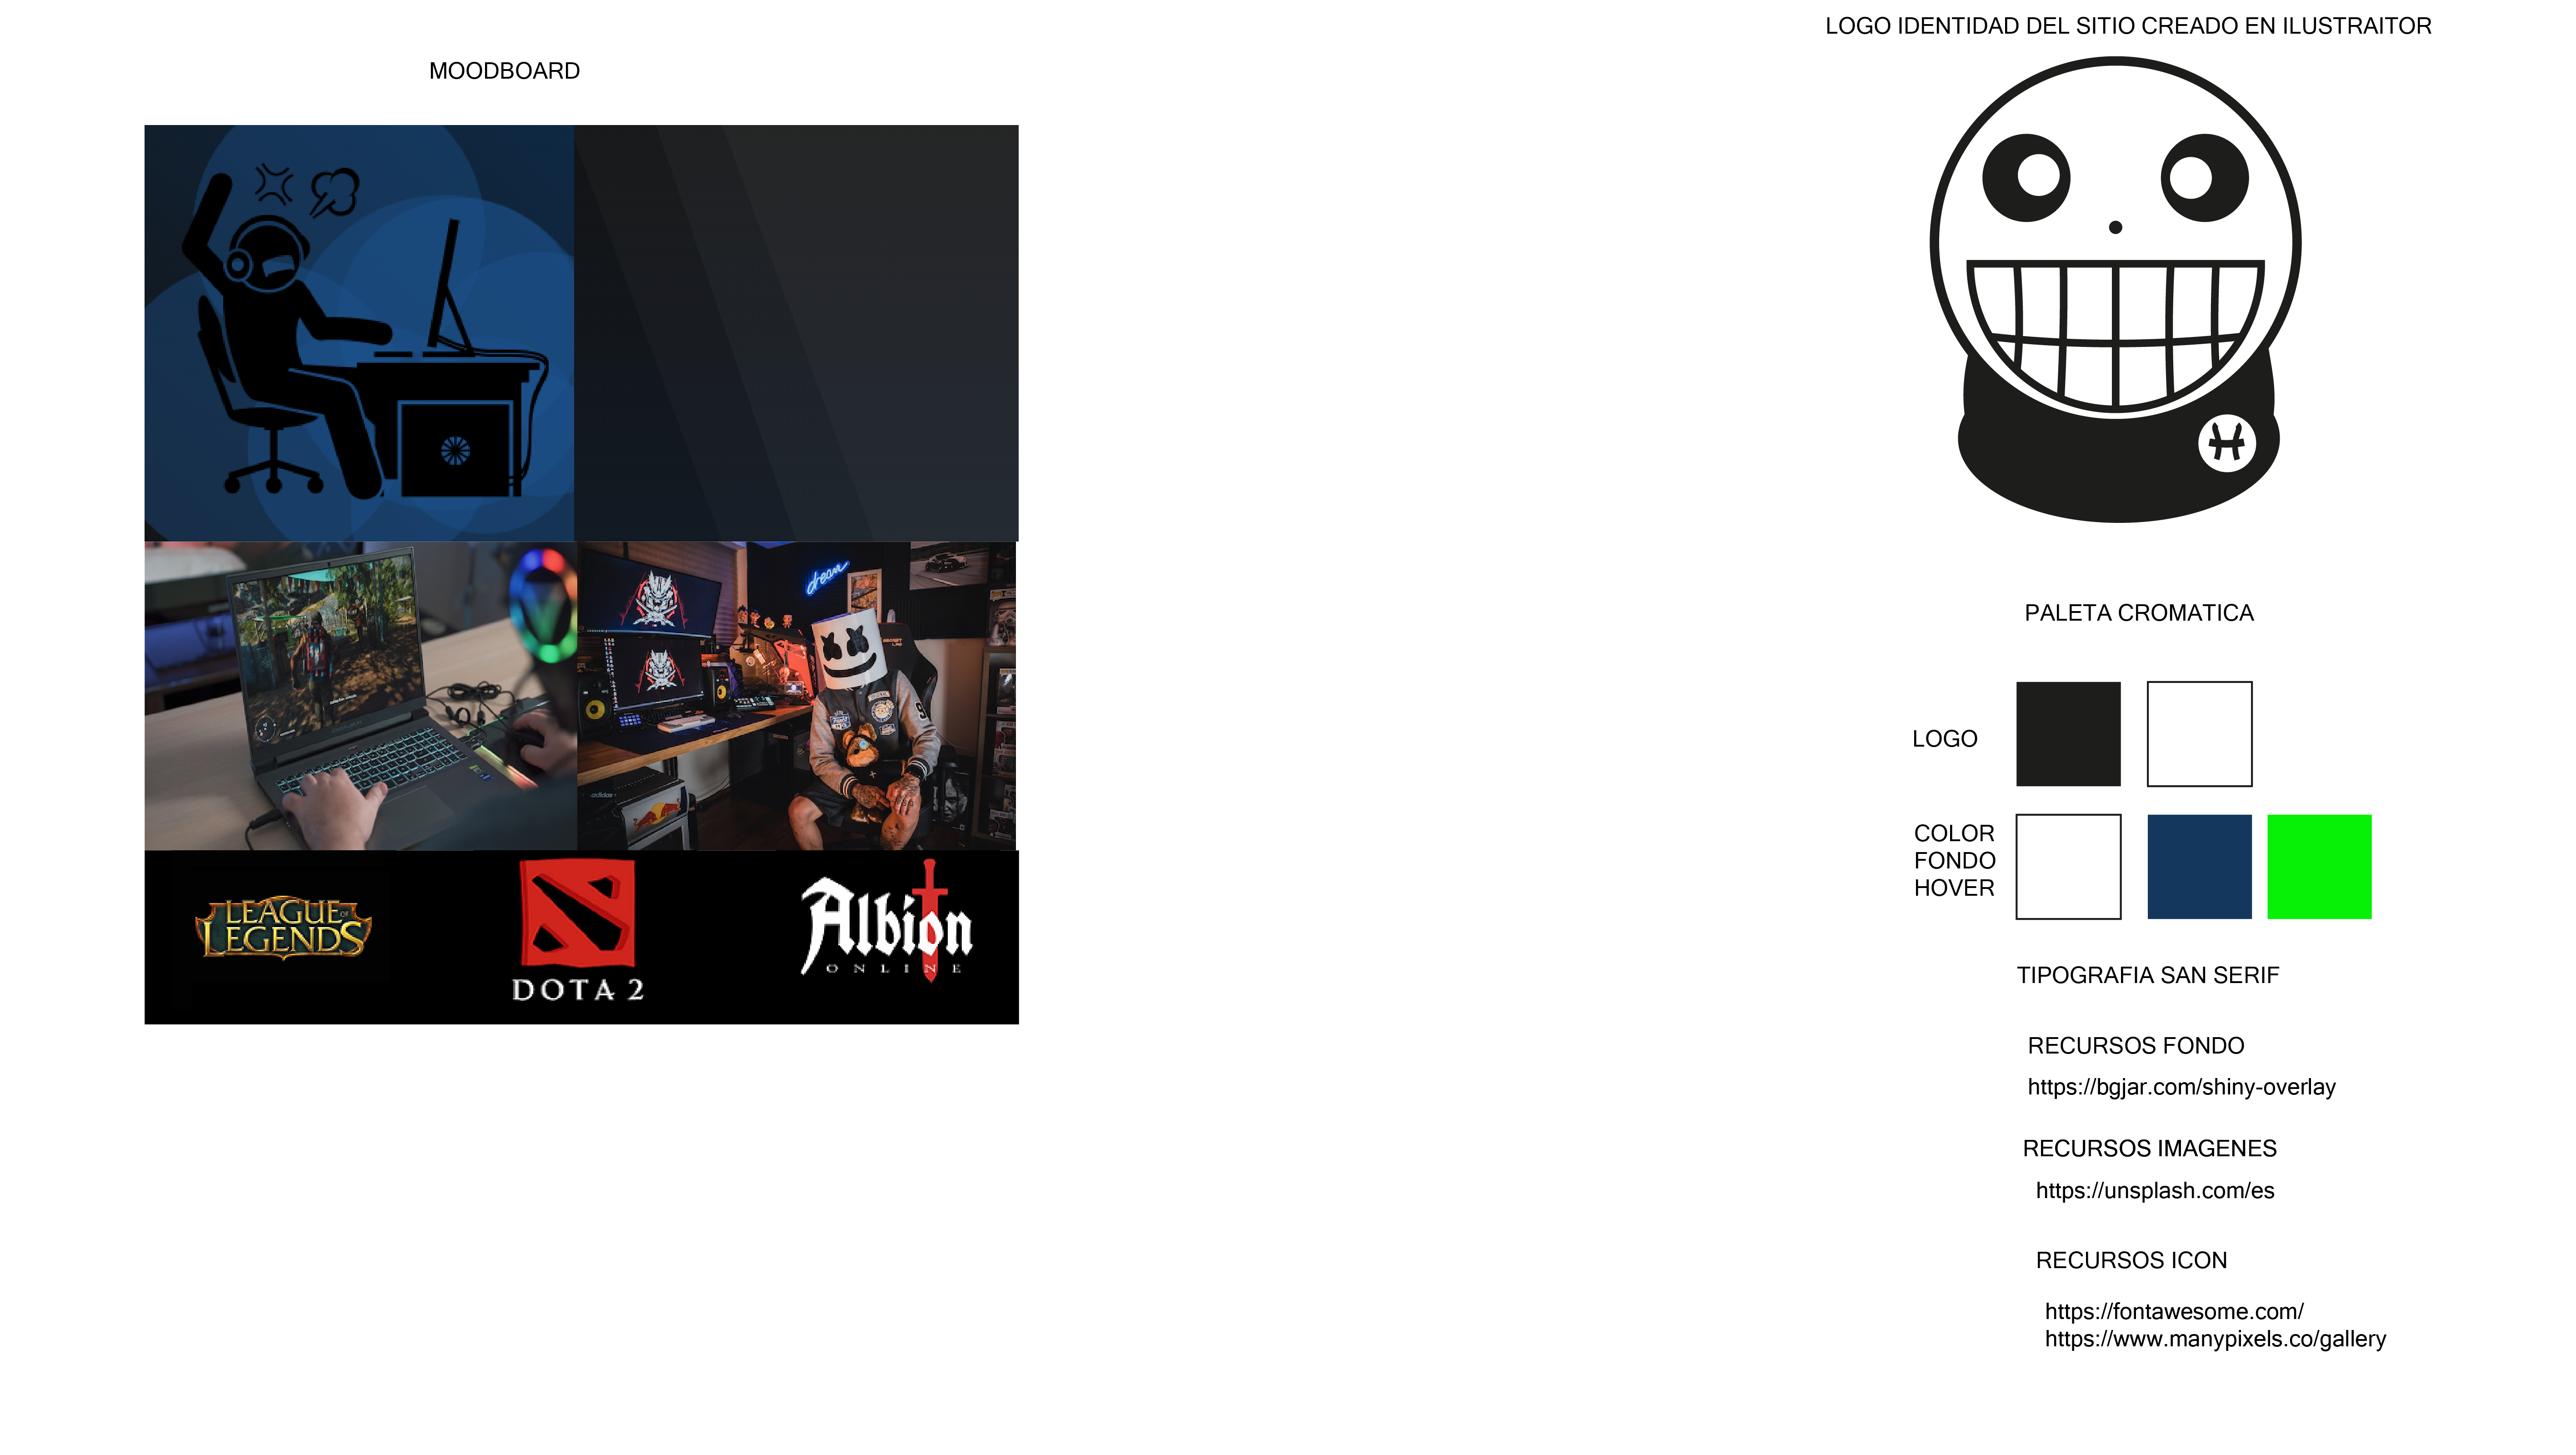 MOODBOARD
dream
adidas
LEAGUE OF
LEGENDS
DOTA 2
Albion
ONLINE
LOGO IDENTIDAD DEL SITIO CREADO EN ILUSTRAITOR
PALETA CROMATICA
LOGO
COLOR
FONDO
HOVER
TIPOGRAFIA SAN SERIF
RECURSOS FONDO
https://bgjar.com/shiny-overlay
RECURSOS IMAGENES
https://unsplash.com/es
RECURSOS ICON
https://fontawesome.com/
https://www.manypixels.co/gallery